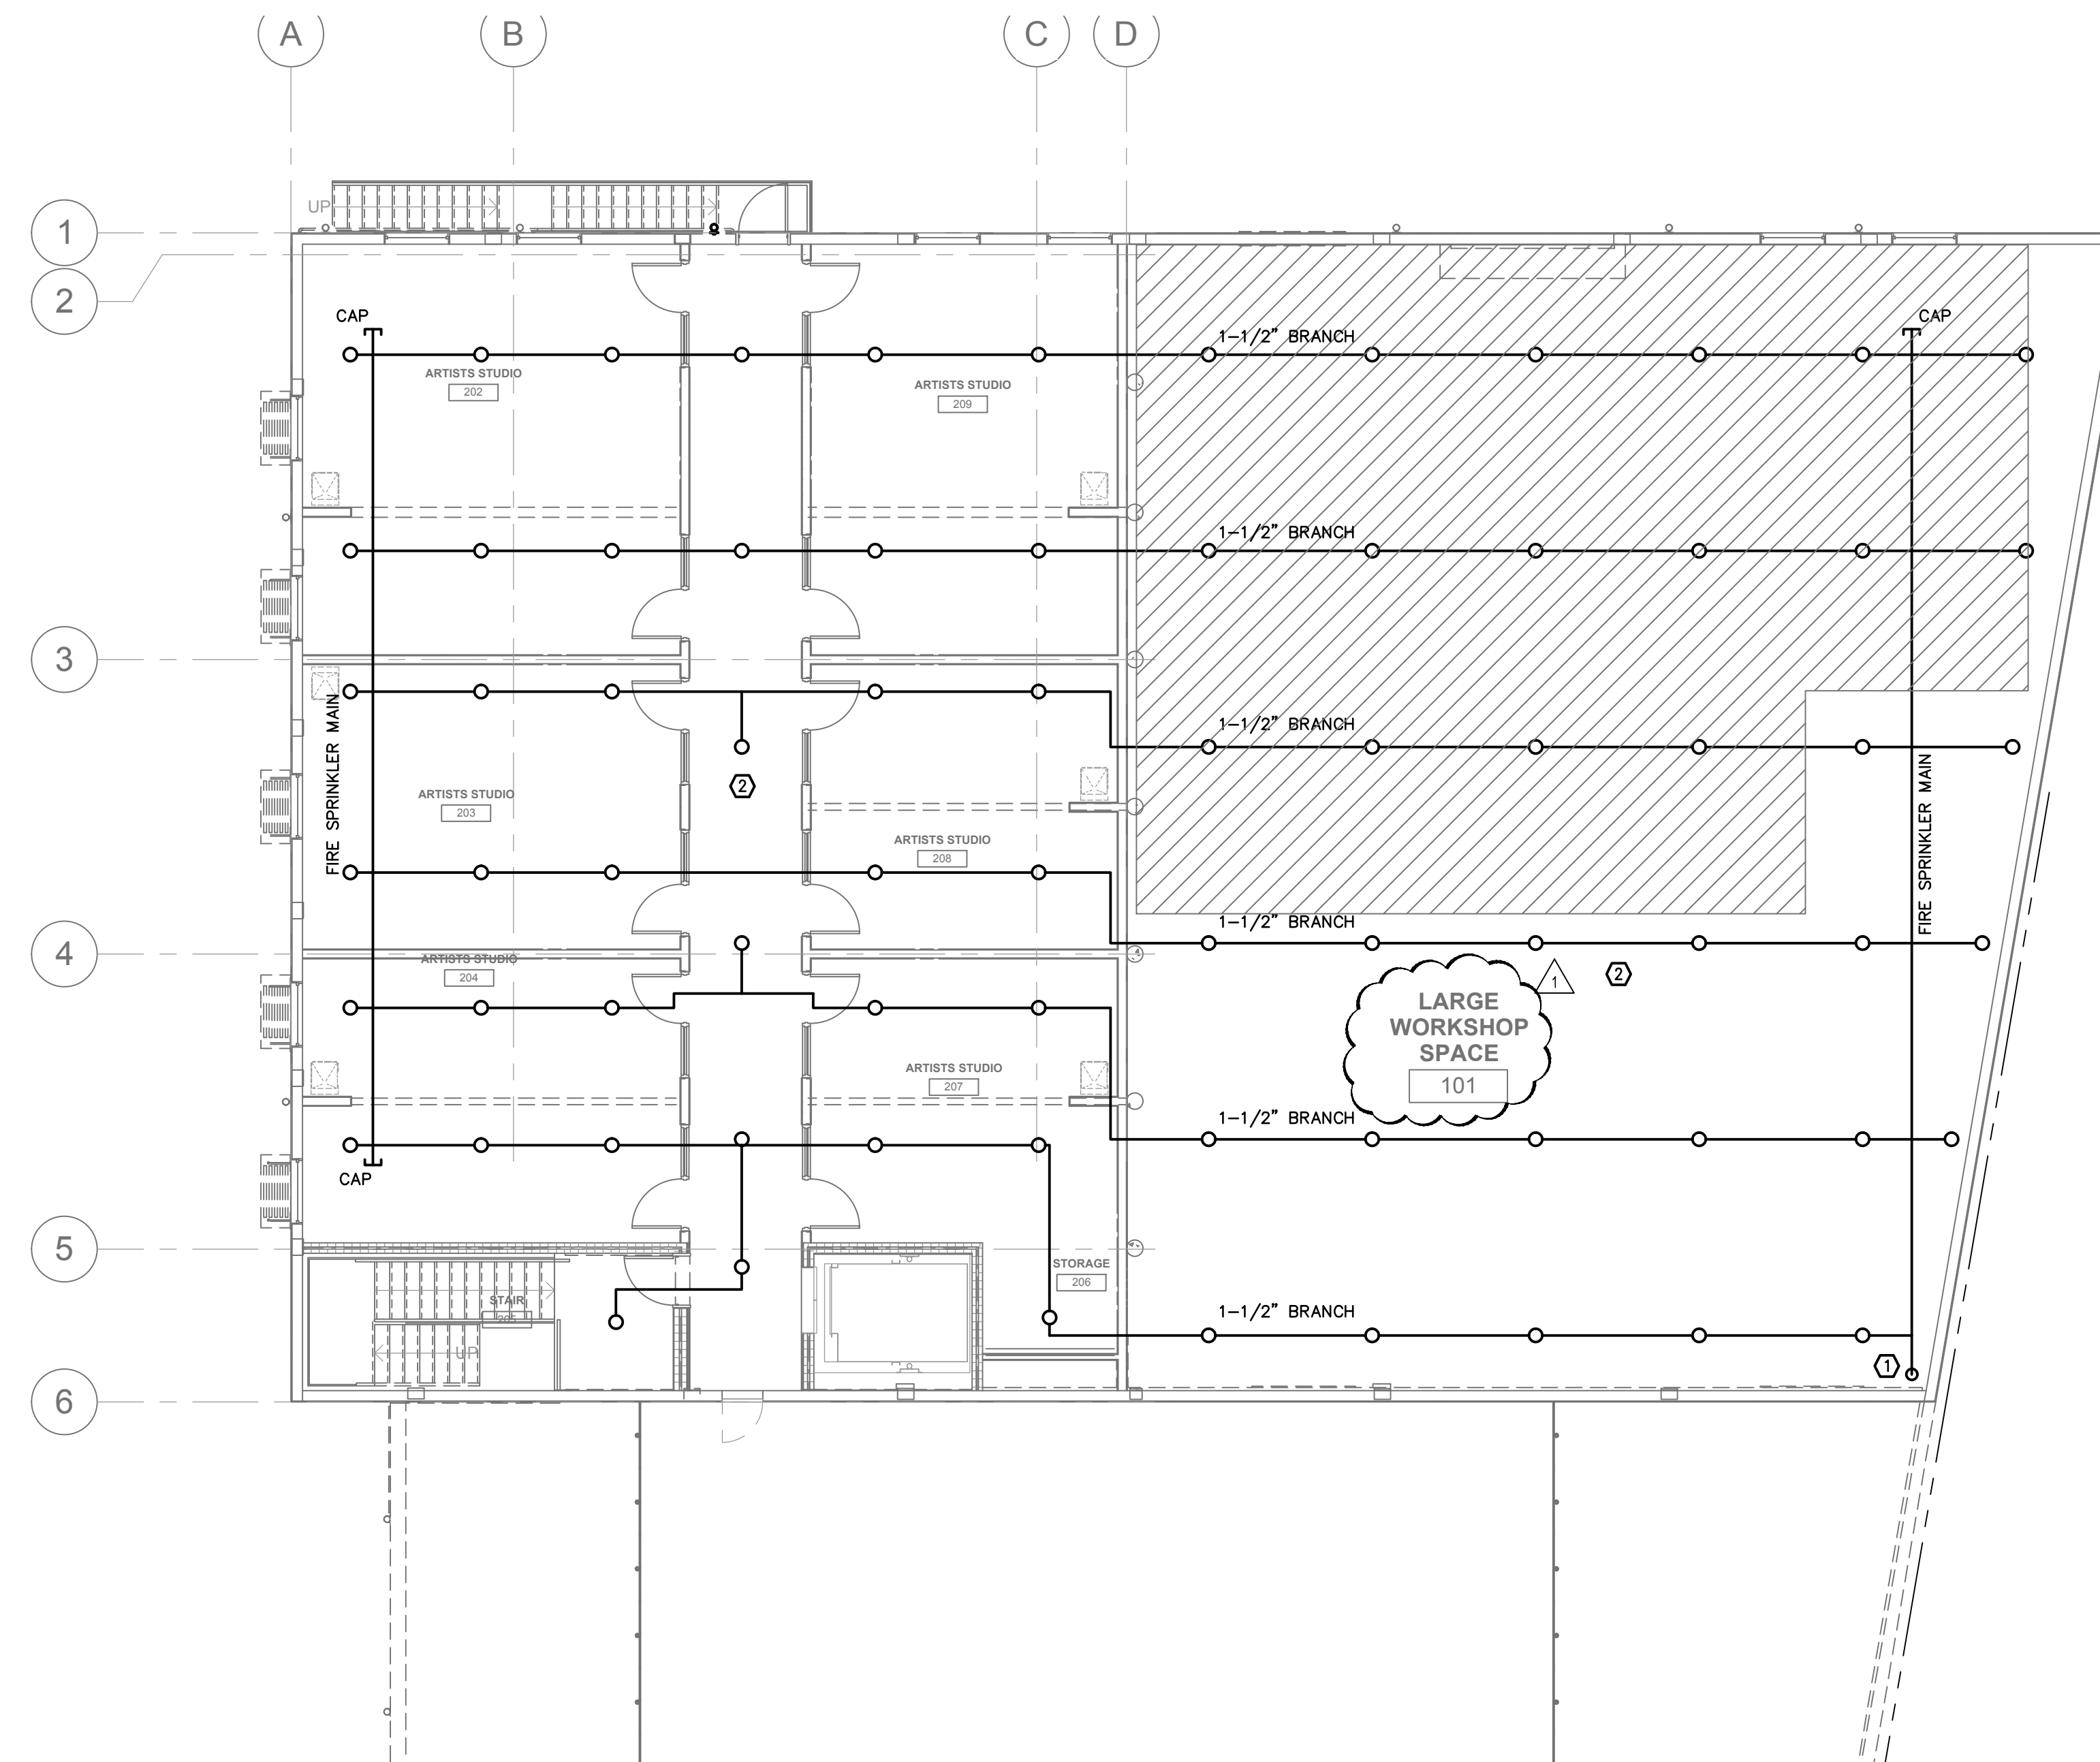 A
B
C
D
UP
1
2
CAP
CAP
1-1/2" BRANCH
ARTISTS STUDIO
202
ARTISTS STUDIO
209
1-1/2" BRANCH
3
FIRE SPRINKLER MAIN
1-1/2" BRANCH
2
ARTISTS STUDIO
203
ARTISTS STUDIO
208
FIRE SPRINKLER MAIN
1-1/2" BRANCH
4
ARTISTS STUDIO
204
1
2
LARGE
WORKSHOP
SPACE
101
ARTISTS STUDIO
207
1-1/2" BRANCH
CAP
5
STORAGE
206
STAIR
205
1-1/2" BRANCH
UP
1
6